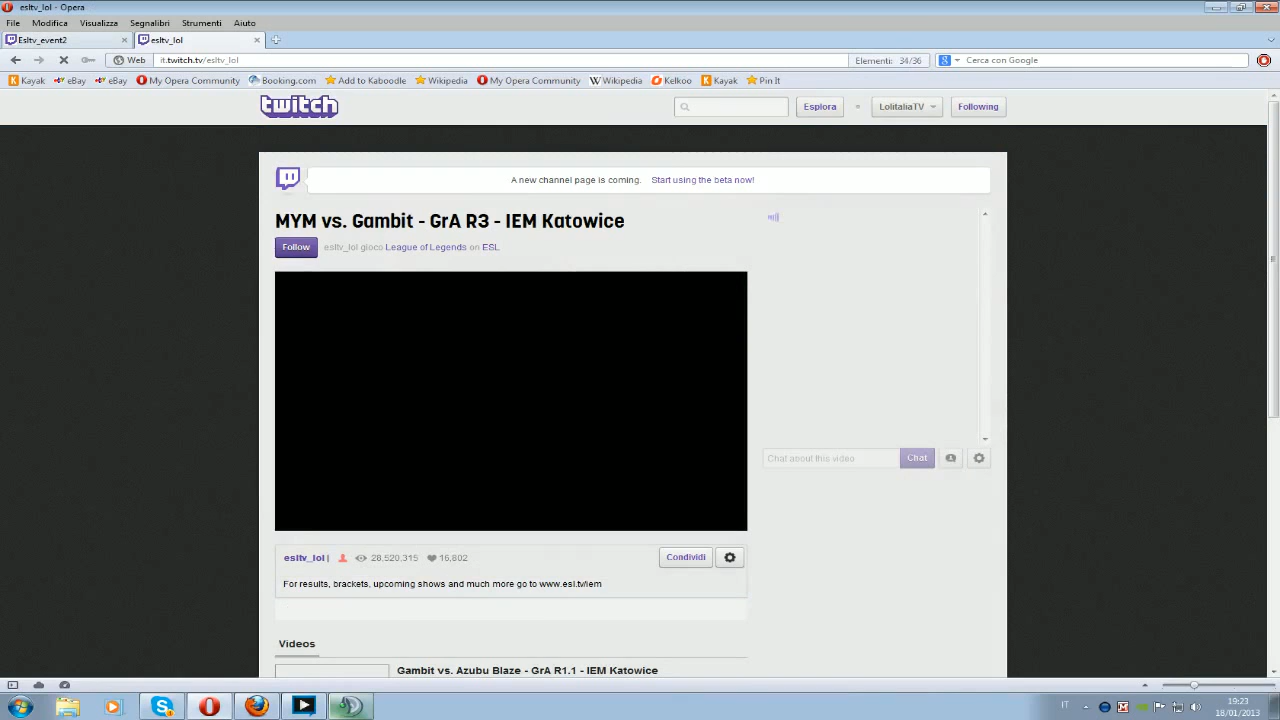 esltv_lol - Opera
File Modifica Visualizza Segnalibri Strumenti Aiuto
Esltv_event2 esltv_lol
Web it.twitch.tv/esltv_lol Elementi: 34/36 Cerca con Google
Kayak eBay eBay My Opera Community Booking.com Add to Kaboodle Wikipedia My Opera Community Wikipedia Kelkoo Kayak Pin It
twitch Esplora LolitaliaTV Following
A new channel page is coming. Start using the beta now!
MYM vs. Gambit - GrA R3 - IEM Katowice
Follow esltv_lol gioco League of Legends on ESL
Chat about this video Chat
esltv_lol | 28,520,315 16,802 Condividi
For results, brackets, upcoming shows and much more go to www.esl.tv/iem
Videos
Gambit vs. Azubu Blaze - GrA R1.1 - IEM Katowice
IT 19:23
18/01/2013